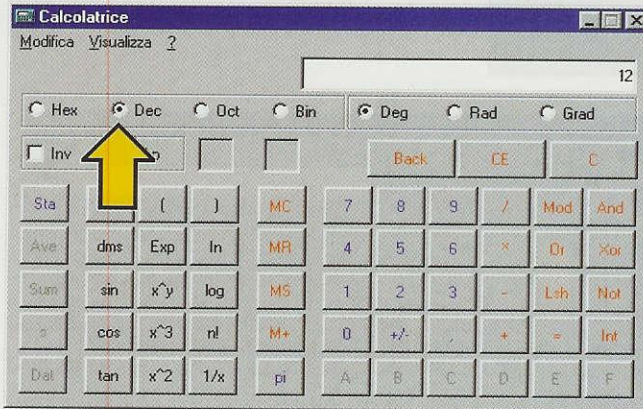 Calcolatrice
Modifica Visualizza ?
12
Hex Dec Oct Bin Deg Rad Grad
Inv
Back CE C
Sta ( ) MC 7 8 9 / Mod And
Ave dms Exp ln MR 4 5 6 * Or Xor
Sum sin x^y log MS 1 2 3 - Lsh Not
s cos x^3 n! M+ 0 +/- , + = Int
Dat tan x^2 1/x pi A B C D E F